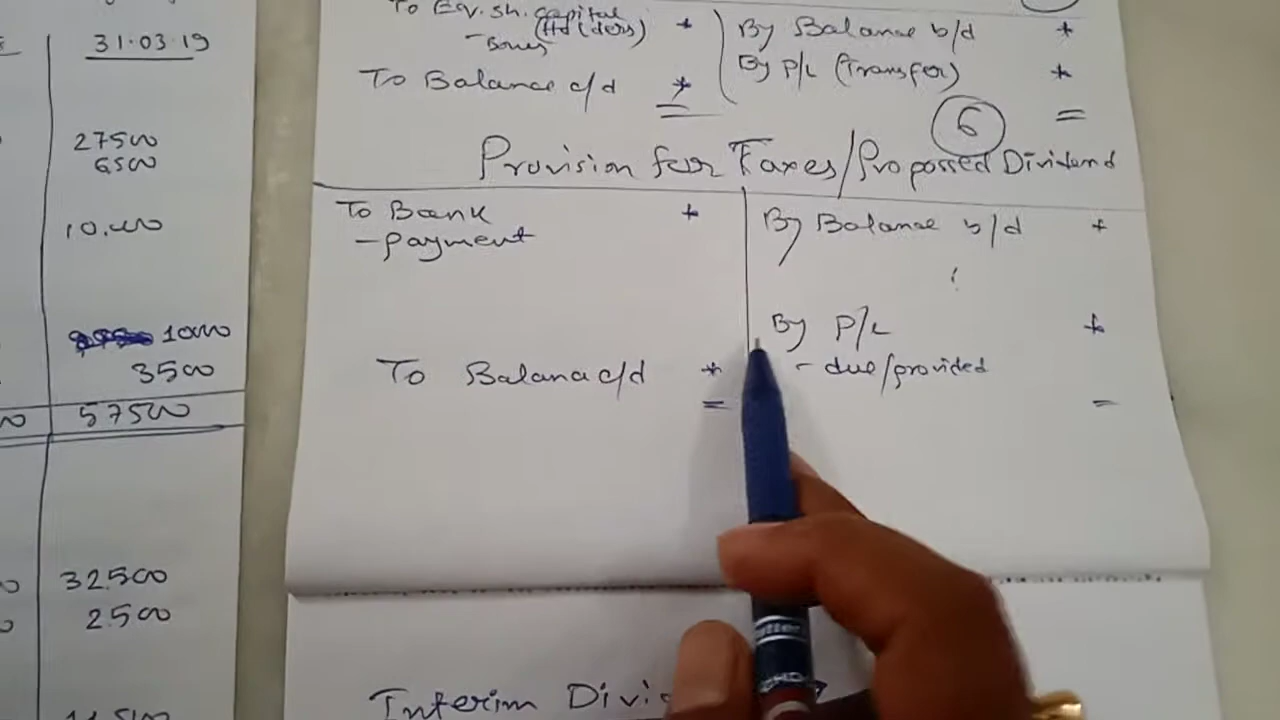 31.03.19
27500
6500
10,000
10000
3500
57500
32500
2500
To Eq. sh. capital *
(Holders)
- Bonus
To Balance c/d *
By Balance b/d *
By P/L (Transfer) *
=
6
Provision for Taxes/Proposed Dividend
To Bank *
- payment
To Balance c/d *
=
By Balance b/d *
By P/L *
- due/provided
=
Interim